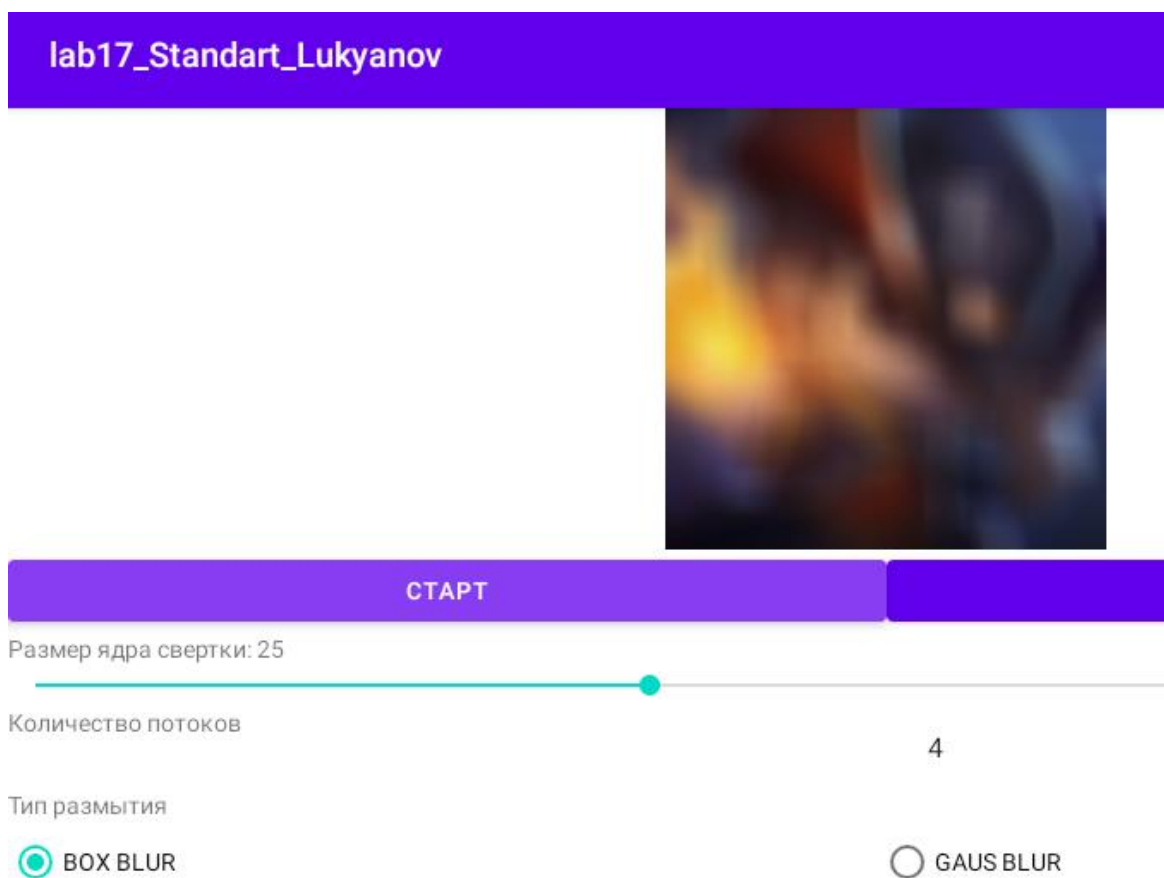 lab17_Standart_Lukyanov
СТАРТ
Размер ядра свертки: 25
Количество потоков
4
Тип размытия
BOX BLUR
GAUS BLUR